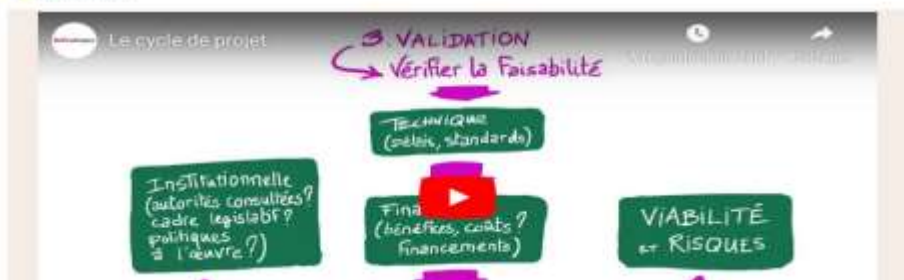 Le cycle de projet
3. VALIDATION
Vérifier la Faisabilité
TECHNIQUE
(délais, standards)
Institutionnelle
(autorités consultées?
cadre législatif?
politiques
à l'œuvre?)
Fina
(bénéfices, coûts?
financements)
VIABILITÉ
ET RISQUES